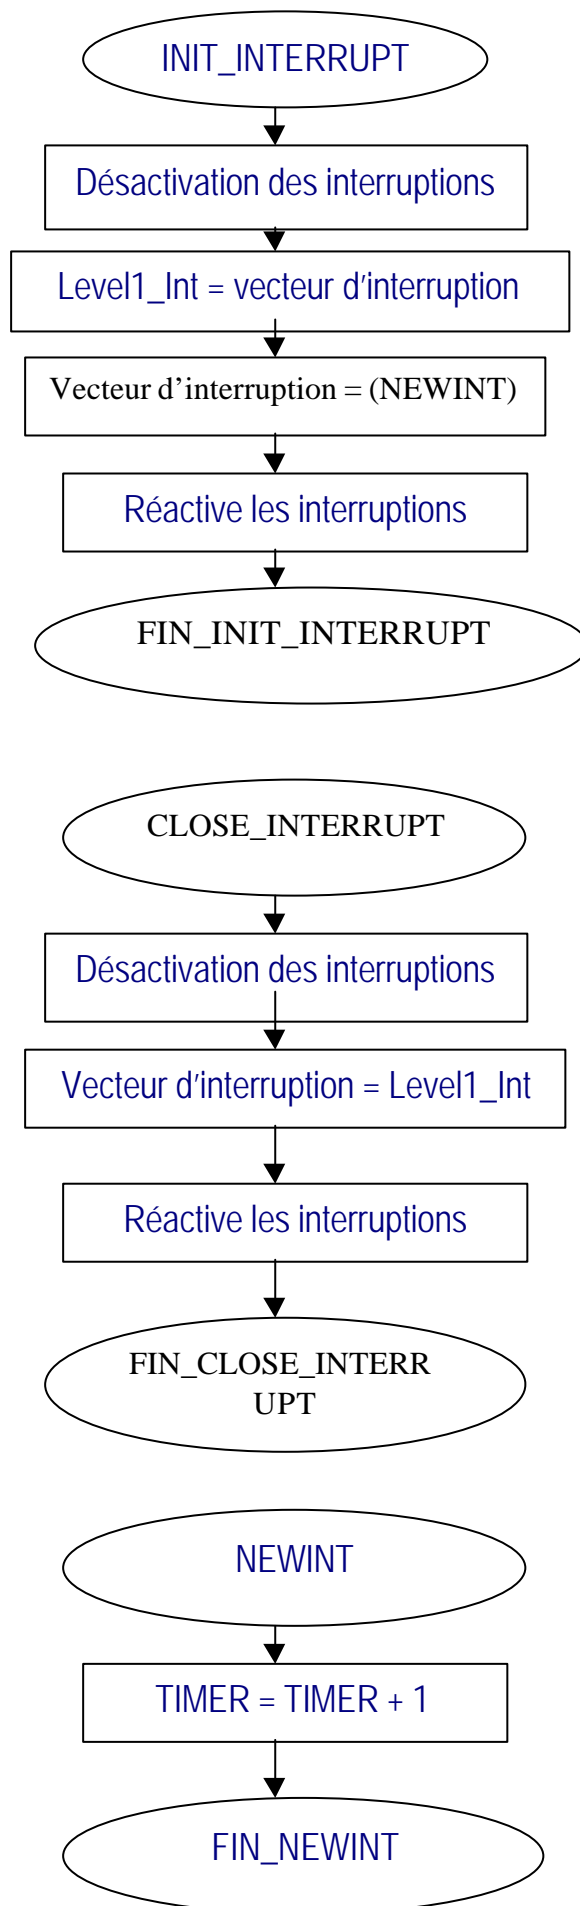 INIT_INTERRUPT
Désactivation des interruptions
Level1_Int = vecteur d'interruption
Vecteur d'interruption = (NEWINT)
Réactive les interruptions
FIN_INIT_INTERRUPT
CLOSE_INTERRUPT
Désactivation des interruptions
Vecteur d'interruption = Level1_Int
Réactive les interruptions
FIN_CLOSE_INTERR
UPT
NEWINT
TIMER = TIMER + 1
FIN_NEWINT